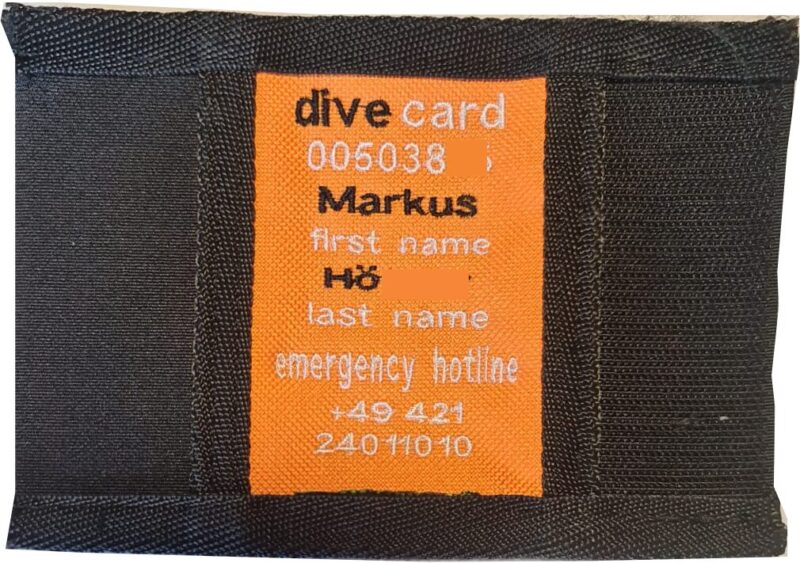 dive card
005038
Markus
first name
Hö
last name
emergency hotline
+49 421
24011010